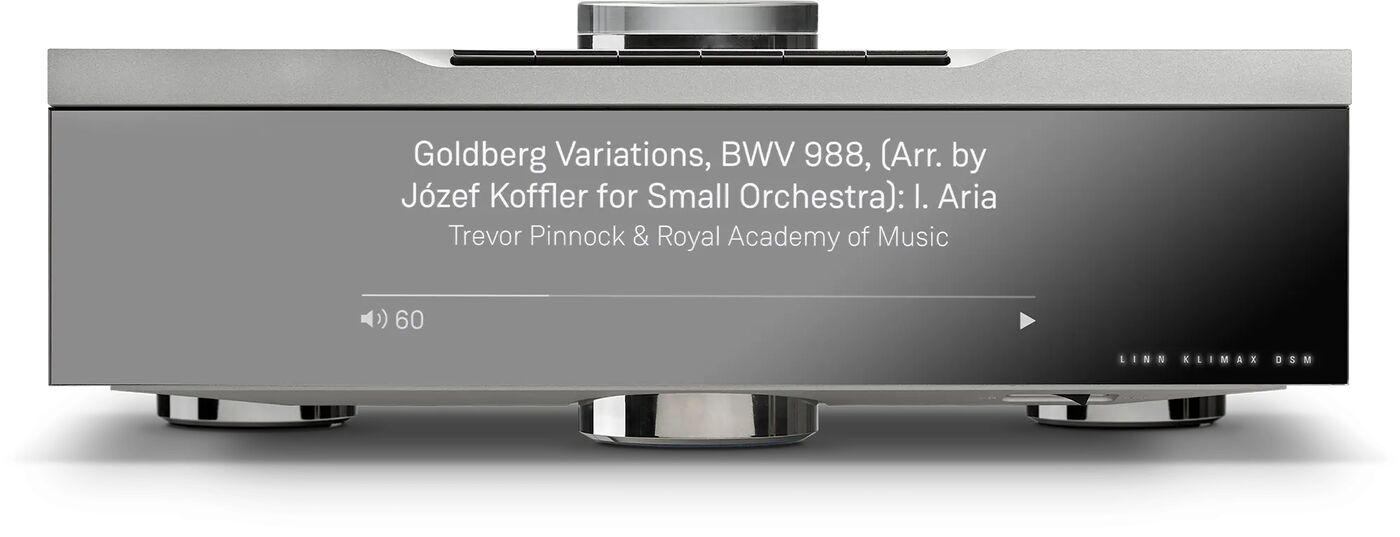 Goldberg Variations, BWV 988, (Arr. by
Józef Koffler for Small Orchestra): I. Aria
Trevor Pinnock & Royal Academy of Music
60
LINN KLIMAX DSM